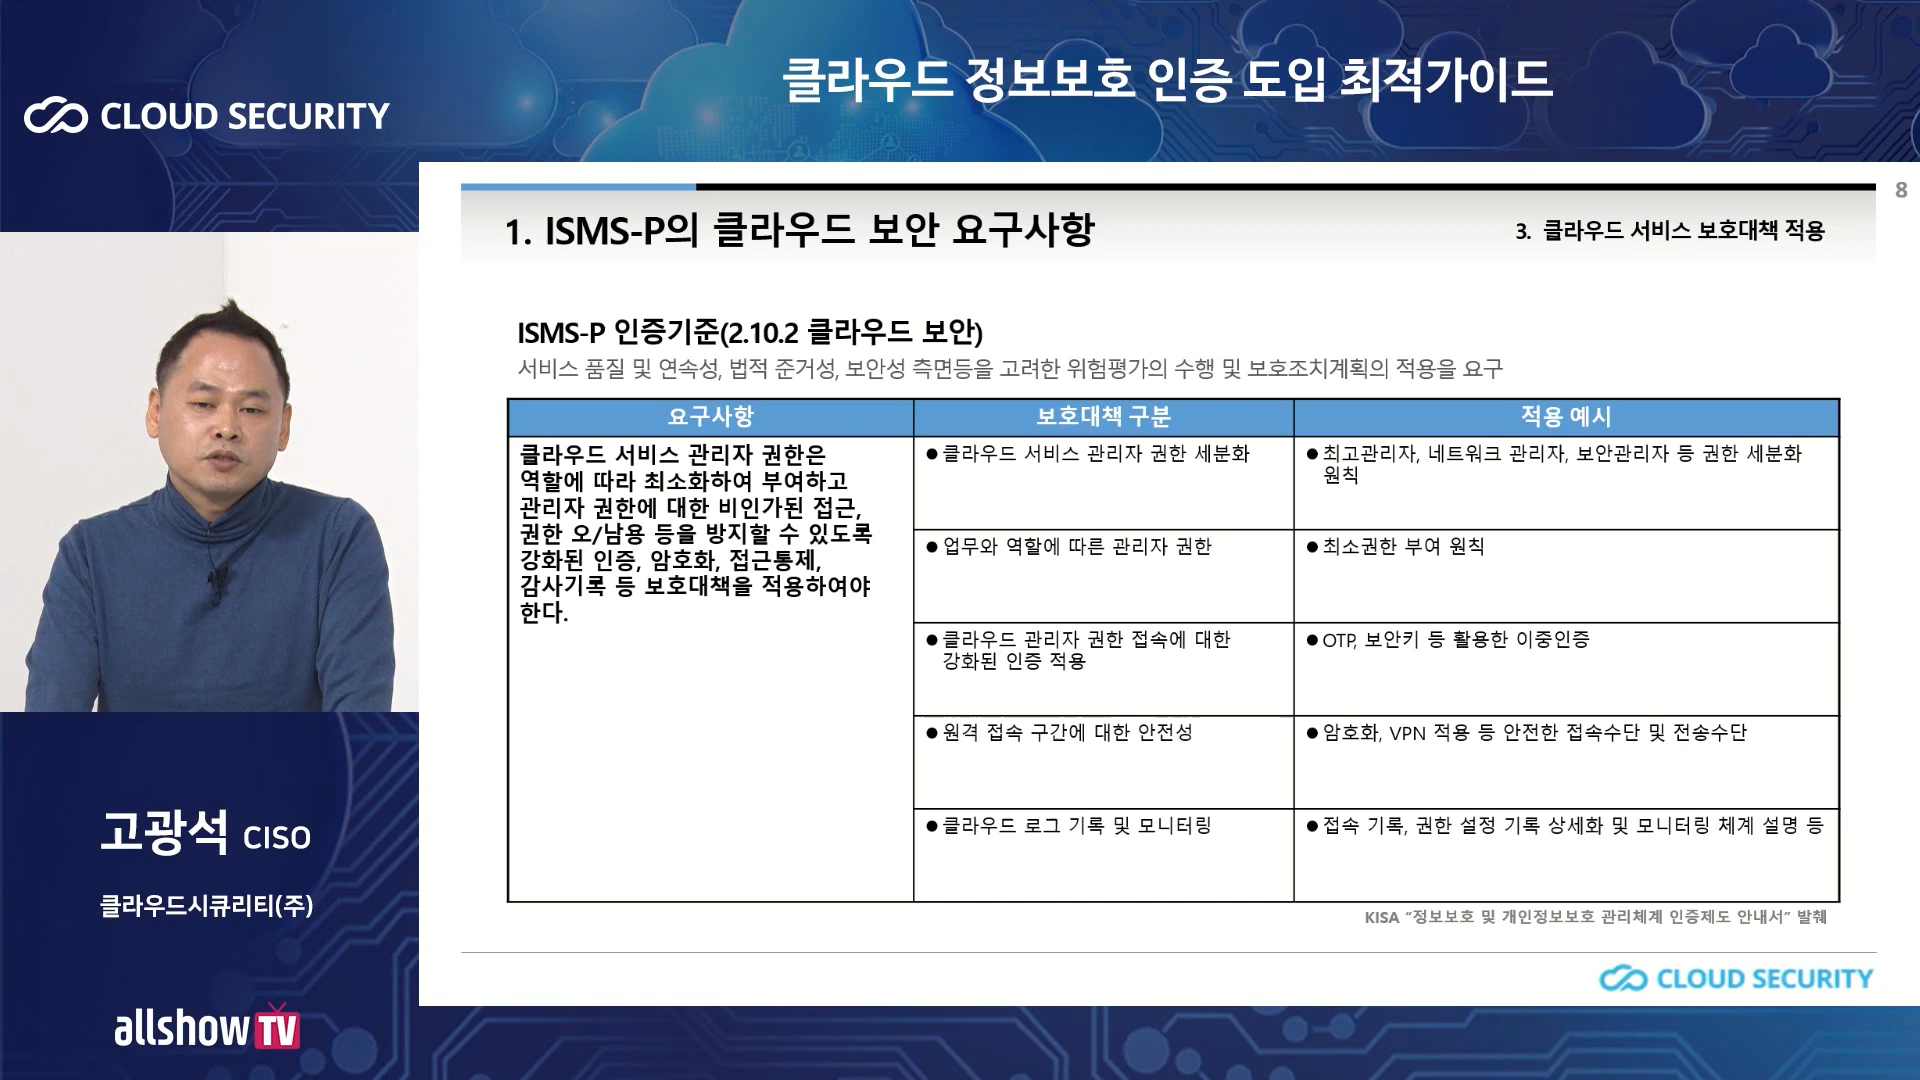 클라우드 정보보호 인증 도입 최적가이드
CLOUD SECURITY
8
1. ISMS-P의 클라우드 보안 요구사항
3. 클라우드 서비스 보호대책 적용
ISMS-P 인증기준(2.10.2 클라우드 보안)
서비스 품질 및 연속성, 법적 준거성, 보안성 측면등을 고려한 위험평가의 수행 및 보호조치계획의 적용을 요구
요구사항
보호대책 구분
적용 예시
클라우드 서비스 관리자 권한은
역할에 따라 최소화하여 부여하고
관리자 권한에 대한 비인가된 접근,
권한 오/남용 등을 방지할 수 있도록
강화된 인증, 암호화, 접근통제,
감사기록 등 보호대책을 적용하여야
한다.
●클라우드 서비스 관리자 권한 세분화
●최고관리자, 네트워크 관리자, 보안관리자 등 권한 세분화
원칙
●업무와 역할에 따른 관리자 권한
●최소권한 부여 원칙
●클라우드 관리자 권한 접속에 대한
강화된 인증 적용
●OTP, 보안키 등 활용한 이중인증
●원격 접속 구간에 대한 안전성
●암호화, VPN 적용 등 안전한 접속수단 및 전송수단
●클라우드 로그 기록 및 모니터링
●접속 기록, 권한 설정 기록 상세화 및 모니터링 체계 설명 등
KISA "정보보호 및 개인정보보호 관리체계 인증제도 안내서" 발췌
CLOUD SECURITY
고광석 CISO
클라우드시큐리티(주)
allshow TV